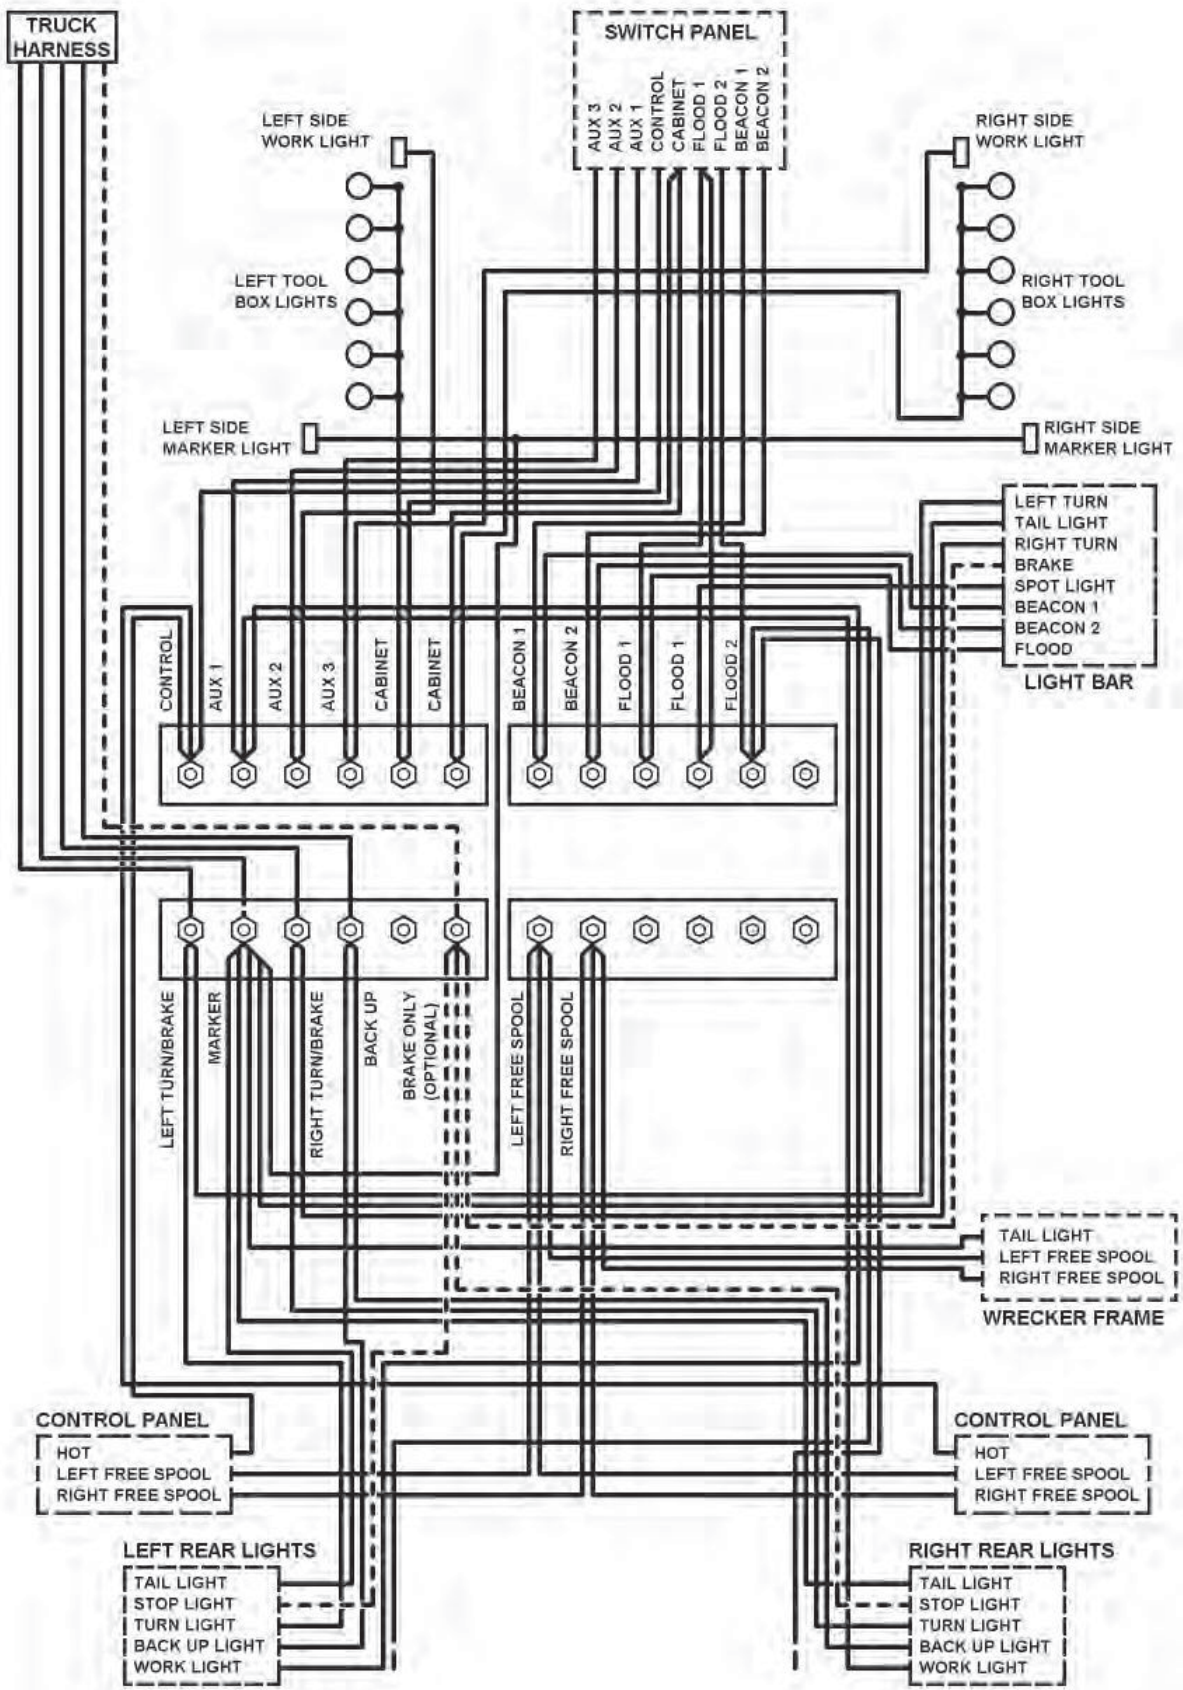 TRUCK
HARNESS
SWITCH PANEL
AUX 3
AUX 2
AUX 1
CONTROL
CABINET
FLOOD 1
FLOOD 2
BEACON 1
BEACON 2
LEFT SIDE
WORK LIGHT
RIGHT SIDE
WORK LIGHT
LEFT TOOL
BOX LIGHTS
RIGHT TOOL
BOX LIGHTS
LEFT SIDE
MARKER LIGHT
RIGHT SIDE
MARKER LIGHT
LEFT TURN
TAIL LIGHT
RIGHT TURN
BRAKE
SPOT LIGHT
BEACON 1
BEACON 2
FLOOD
LIGHT BAR
CONTROL
AUX 1
AUX 2
AUX 3
CABINET
CABINET
BEACON 1
BEACON 2
FLOOD 1
FLOOD 1
FLOOD 2
LEFT TURN/BRAKE
MARKER
RIGHT TURN/BRAKE
BACK UP
BRAKE ONLY
(OPTIONAL)
LEFT FREE SPOOL
RIGHT FREE SPOOL
TAIL LIGHT
LEFT FREE SPOOL
RIGHT FREE SPOOL
WRECKER FRAME
CONTROL PANEL
HOT
LEFT FREE SPOOL
RIGHT FREE SPOOL
CONTROL PANEL
HOT
LEFT FREE SPOOL
RIGHT FREE SPOOL
LEFT REAR LIGHTS
TAIL LIGHT
STOP LIGHT
TURN LIGHT
BACK UP LIGHT
WORK LIGHT
RIGHT REAR LIGHTS
TAIL LIGHT
STOP LIGHT
TURN LIGHT
BACK UP LIGHT
WORK LIGHT